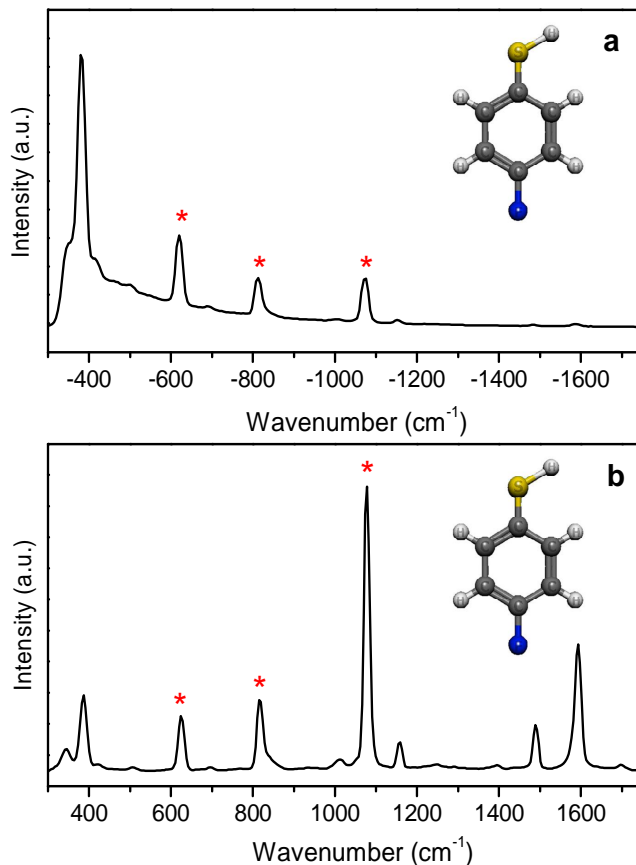 a
S
H
H
C
H
C
C
H
C
C
H
C
Intensity (a.u.)
* * *
-400 -600 -800 -1000 -1200 -1400 -1600
Wavenumber (cm⁻¹)
*
b
S
H
H
C
H
C
C
H
C
C
H
C
Intensity (a.u.)
* *
400 600 800 -1000 1200 1400 1600
Wavenumber (cm⁻¹)